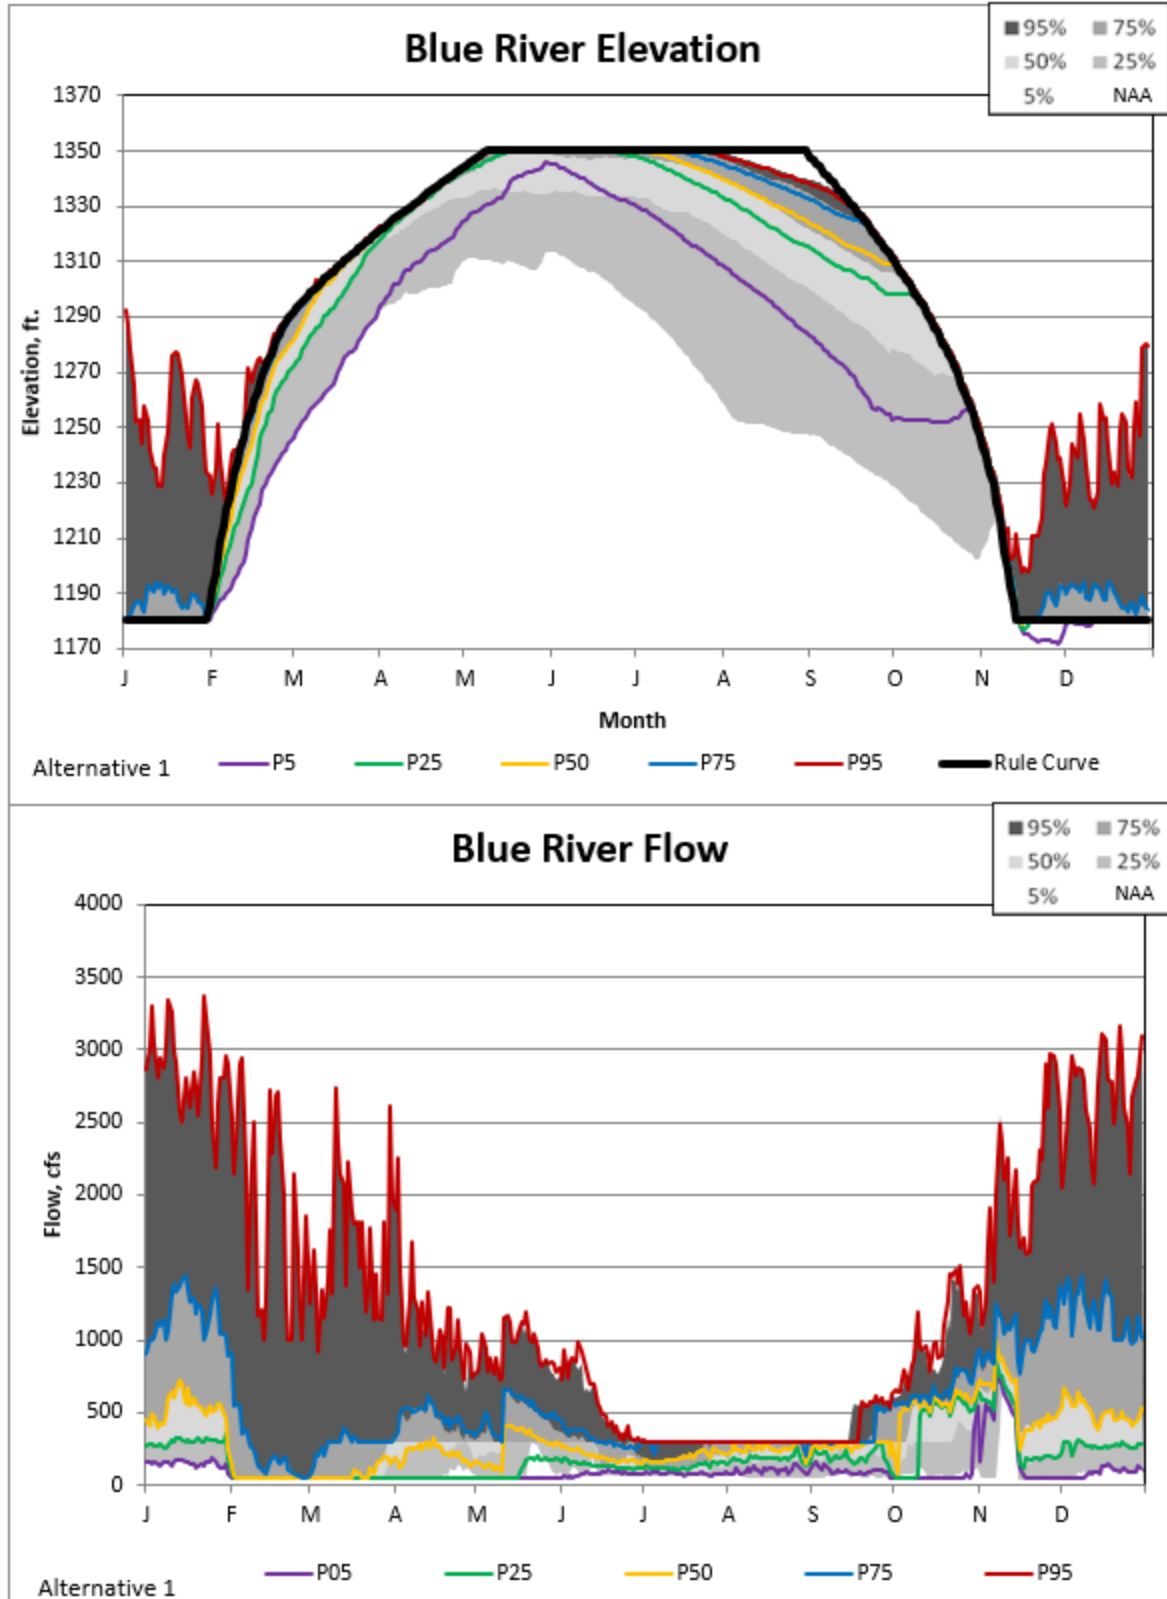 Blue River Elevation
95% 75%
50% 25%
5% NAA
1370
1350
1330
1310
1290
1270
1250
1230
1210
1190
1170
Elevation, ft.
J F M A M J J A S O N D
Month
Alternative 1 P5 P25 P50 P75 P95 Rule Curve
Blue River Flow
95% 75%
50% 25%
5% NAA
4000
3500
3000
2500
2000
1500
1000
500
0
Flow, cfs
J F M A M J J A S O N D
Alternative 1 P05 P25 P50 P75 P95